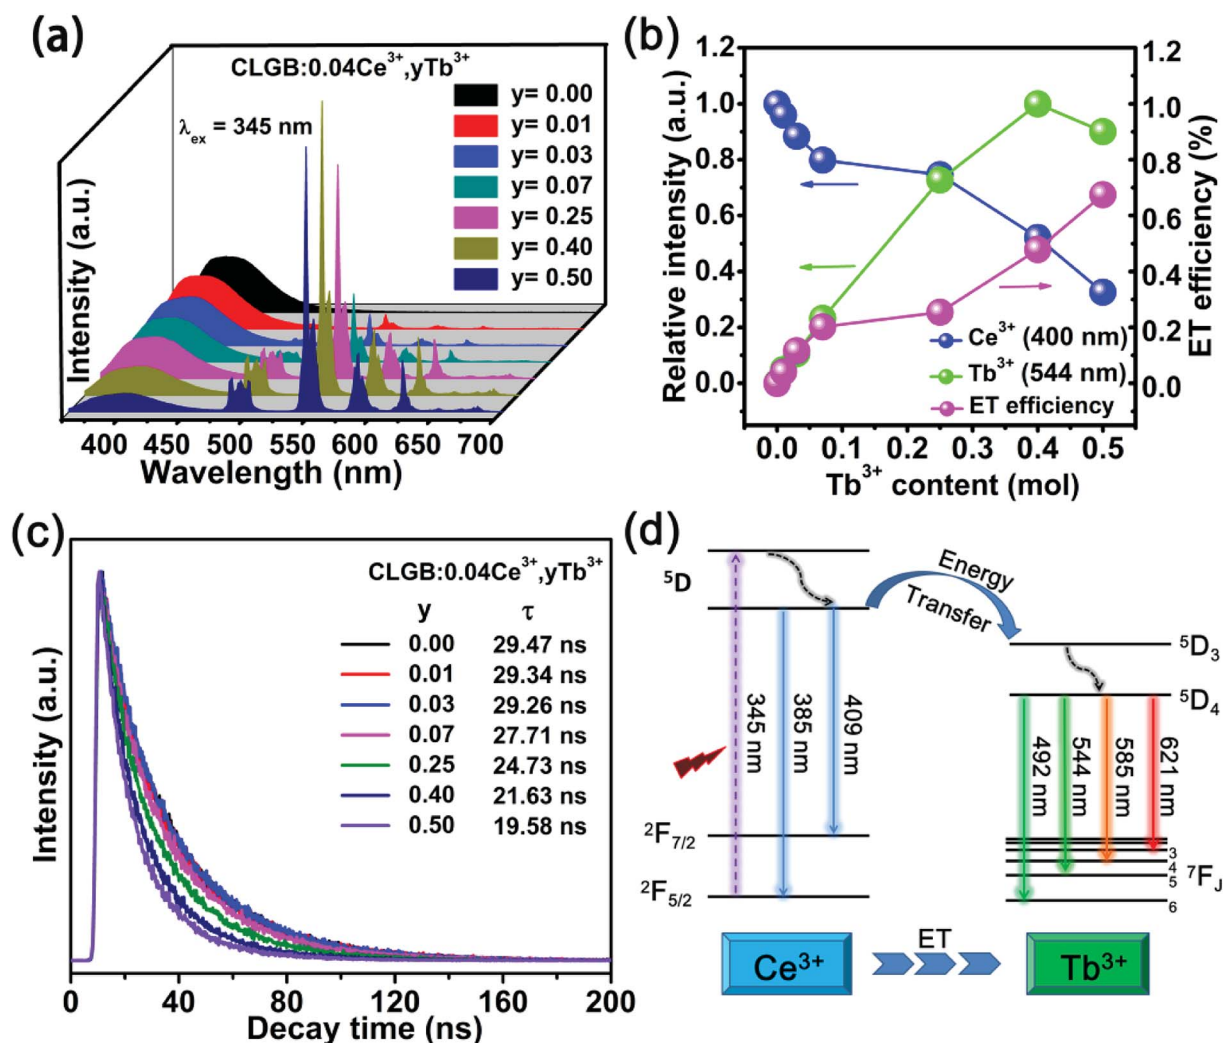 (a)
CLGB:0.04Ce³⁺,yTb³⁺
λex = 345 nm
y= 0.00
y= 0.01
y= 0.03
y= 0.07
y= 0.25
y= 0.40
y= 0.50
Intensity (a.u.)
400 450 500 550 600 650 700
Wavelength (nm)
(b)
1.2
1.0
0.8
0.6
0.4
0.2
0.0
Relative intensity (a.u.)
1.2
1.0
0.8
0.6
0.4
0.2
0.0
ET efficiency (%)
Ce³⁺ (400 nm)
Tb³⁺ (544 nm)
ET efficiency
0.0 0.1 0.2 0.3 0.4 0.5
Tb³⁺ content (mol)
(c)
CLGB:0.04Ce³⁺,yTb³⁺
y τ
0.00 29.47 ns
0.01 29.34 ns
0.03 29.26 ns
0.07 27.71 ns
0.25 24.73 ns
0.40 21.63 ns
0.50 19.58 ns
Intensity (a.u.)
0 40 80 120 160 200
Decay time (ns)
(d)
⁵D
Energy
Transfer
⁵D₃
⁵D₄
345 nm
385 nm
409 nm
492 nm
544 nm
585 nm
621 nm
²F₇/₂
²F₅/₂
3
4
5
6
⁷FJ
Ce³⁺
ET
Tb³⁺